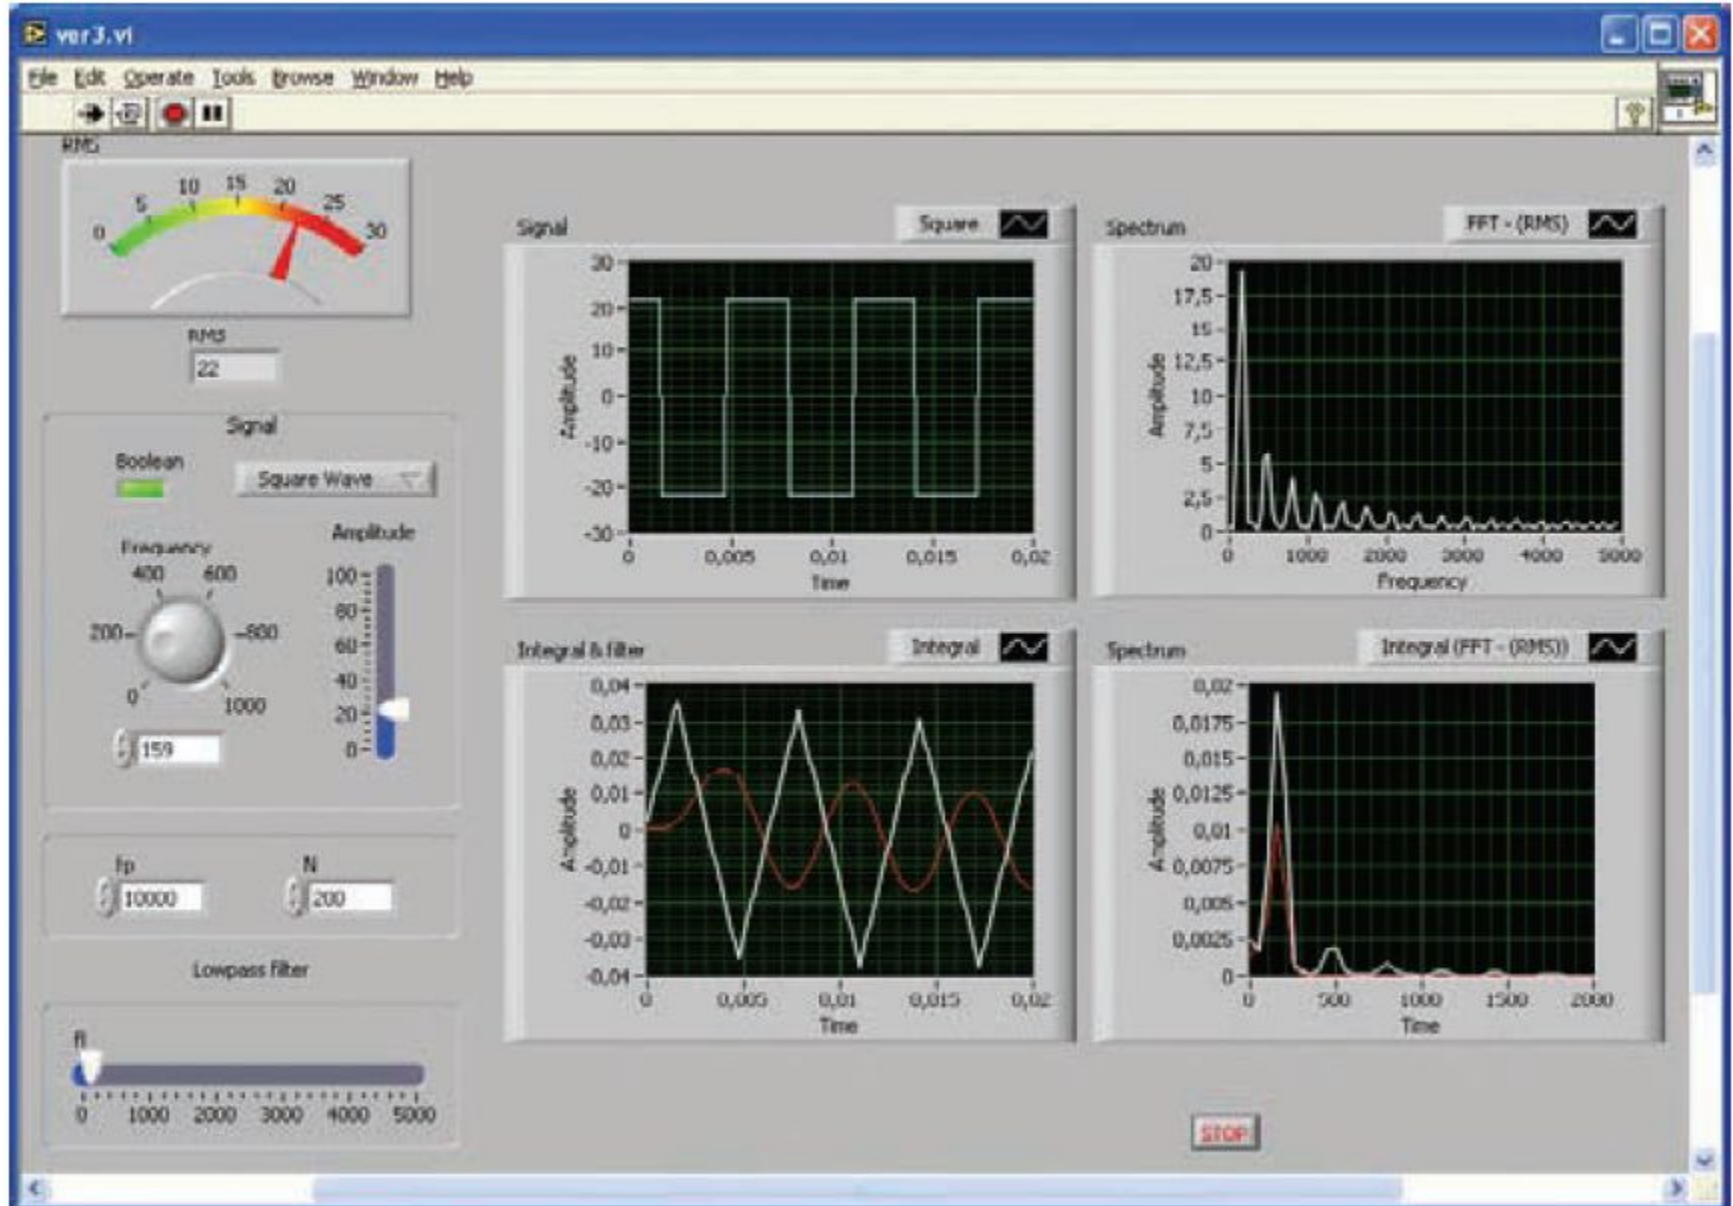 ver3.vi
File Edit Operate Tools Browse Window Help
RMS
0 5 10 15 20 25 30
RMS
22
Signal
Boolean
Square Wave
Frequency
0 200 400 600 800 1000
159
Amplitude
100
80
60
40
20
0
fp
10000
N
200
Lowpass filter
fl
0 1000 2000 3000 4000 5000
Signal
Square
Amplitude
30
20
10
0
-10
-20
-30
0 0,005 0,01 0,015 0,02
Time
Spectrum
FFT - (RMS)
Amplitude
20
17,5
15
12,5
10
7,5
5
2,5
0
0 1000 2000 3000 4000 5000
Frequency
Integral & filter
Integral
Amplitude
0,04
0,03
0,02
0,01
0
-0,01
-0,02
-0,03
-0,04
0 0,005 0,01 0,015 0,02
Time
Spectrum
Integral (FFT - (RMS))
Amplitude
0,02
0,0175
0,015
0,0125
0,01
0,0075
0,005
0,0025
0
0 500 1000 1500 2000
Time
STOP